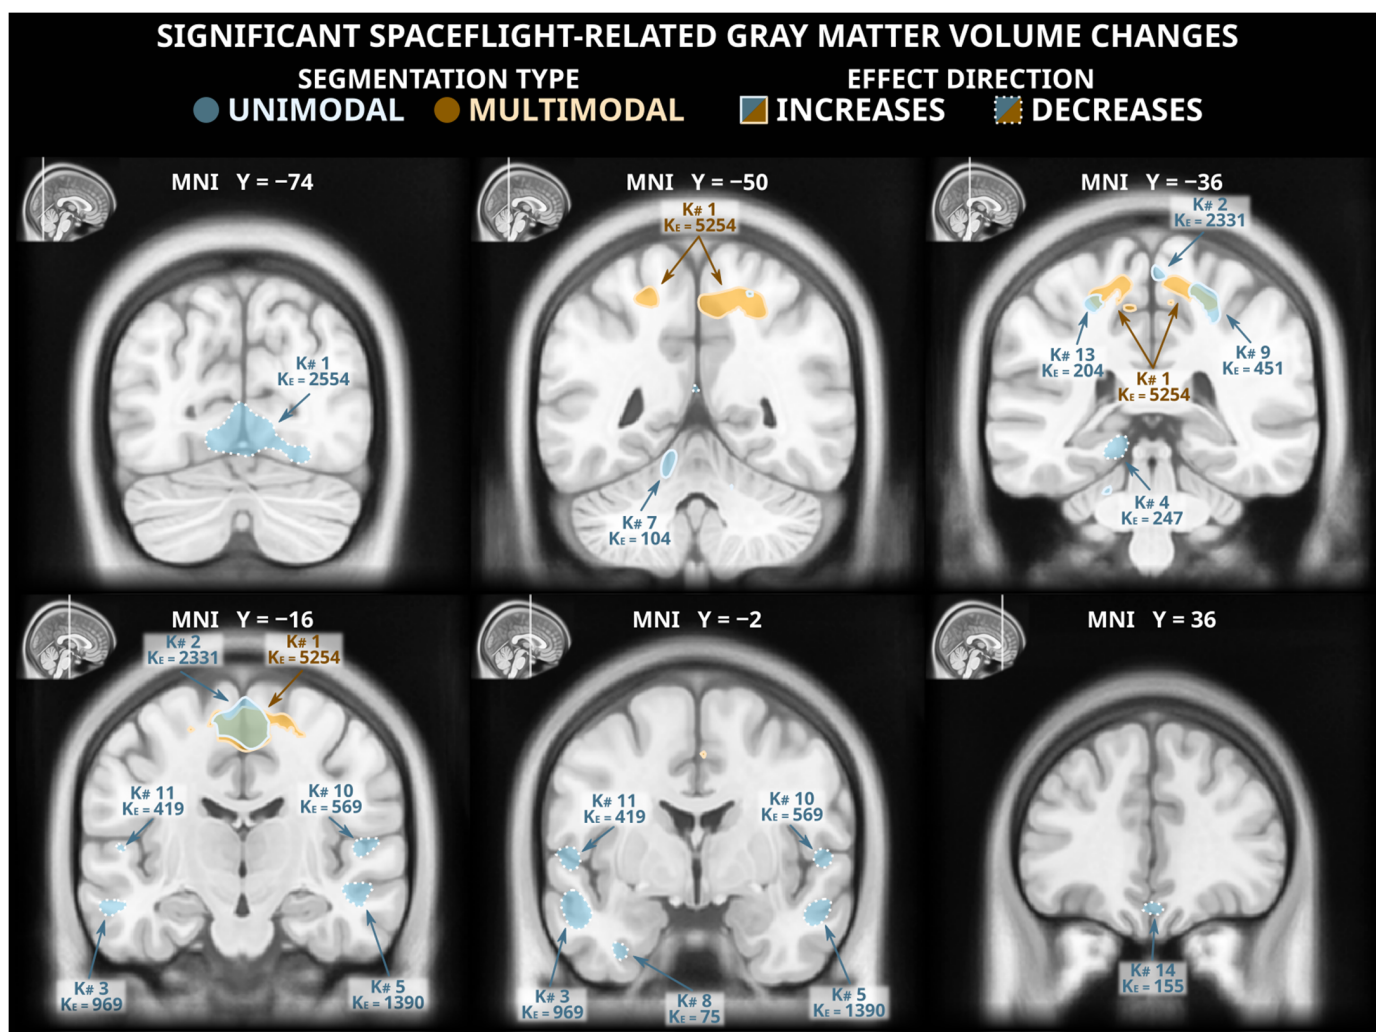 SIGNIFICANT SPACEFLIGHT-RELATED GRAY MATTER VOLUME CHANGES
SEGMENTATION TYPE EFFECT DIRECTION
UNIMODAL MULTIMODAL INCREASES DECREASES
MNI Y = −74
K# 1
KE = 2554
MNI Y = −50
K# 1
KE = 5254
K# 7
KE = 104
MNI Y = −36
K# 2
KE = 2331
K# 13
KE = 204
K# 1
KE = 5254
K# 9
KE = 451
K# 4
KE = 247
MNI Y = −16
K# 2
KE = 2331
K# 1
KE = 5254
K# 11
KE = 419
K# 10
KE = 569
K# 3
KE = 969
K# 5
KE = 1390
MNI Y = −2
K# 11
KE = 419
K# 10
KE = 569
K# 3
KE = 969
K# 8
KE = 75
K# 5
KE = 1390
MNI Y = 36
K# 14
KE = 155